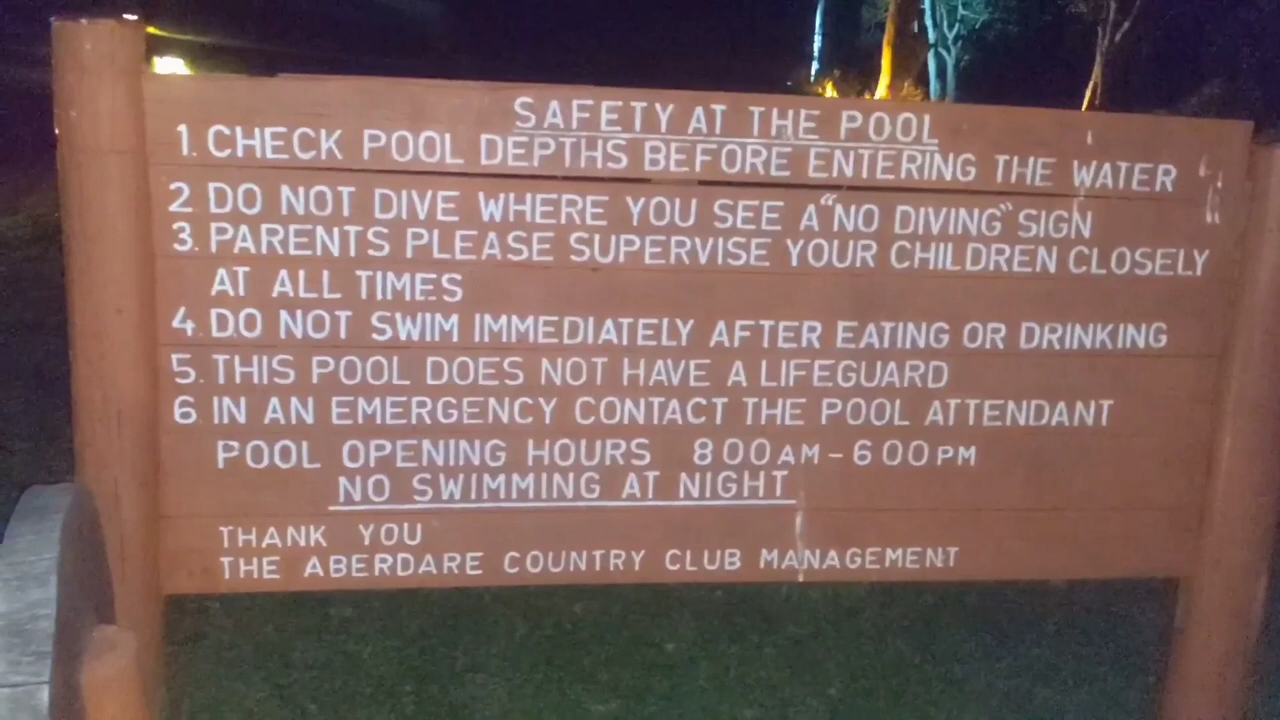 SAFETY AT THE POOL
1. CHECK POOL DEPTHS BEFORE ENTERING THE WATER
2 DO NOT DIVE WHERE YOU SEE A "NO DIVING" SIGN
3. PARENTS PLEASE SUPERVISE YOUR CHILDREN CLOSELY
AT ALL TIMES
4. DO NOT SWIM IMMEDIATELY AFTER EATING OR DRINKING
5. THIS POOL DOES NOT HAVE A LIFEGUARD
6 IN AN EMERGENCY CONTACT THE POOL ATTENDANT
POOL OPENING HOURS 800AM-600PM
NO SWIMMING AT NIGHT
THANK YOU
THE ABERDARE COUNTRY CLUB MANAGEMENT